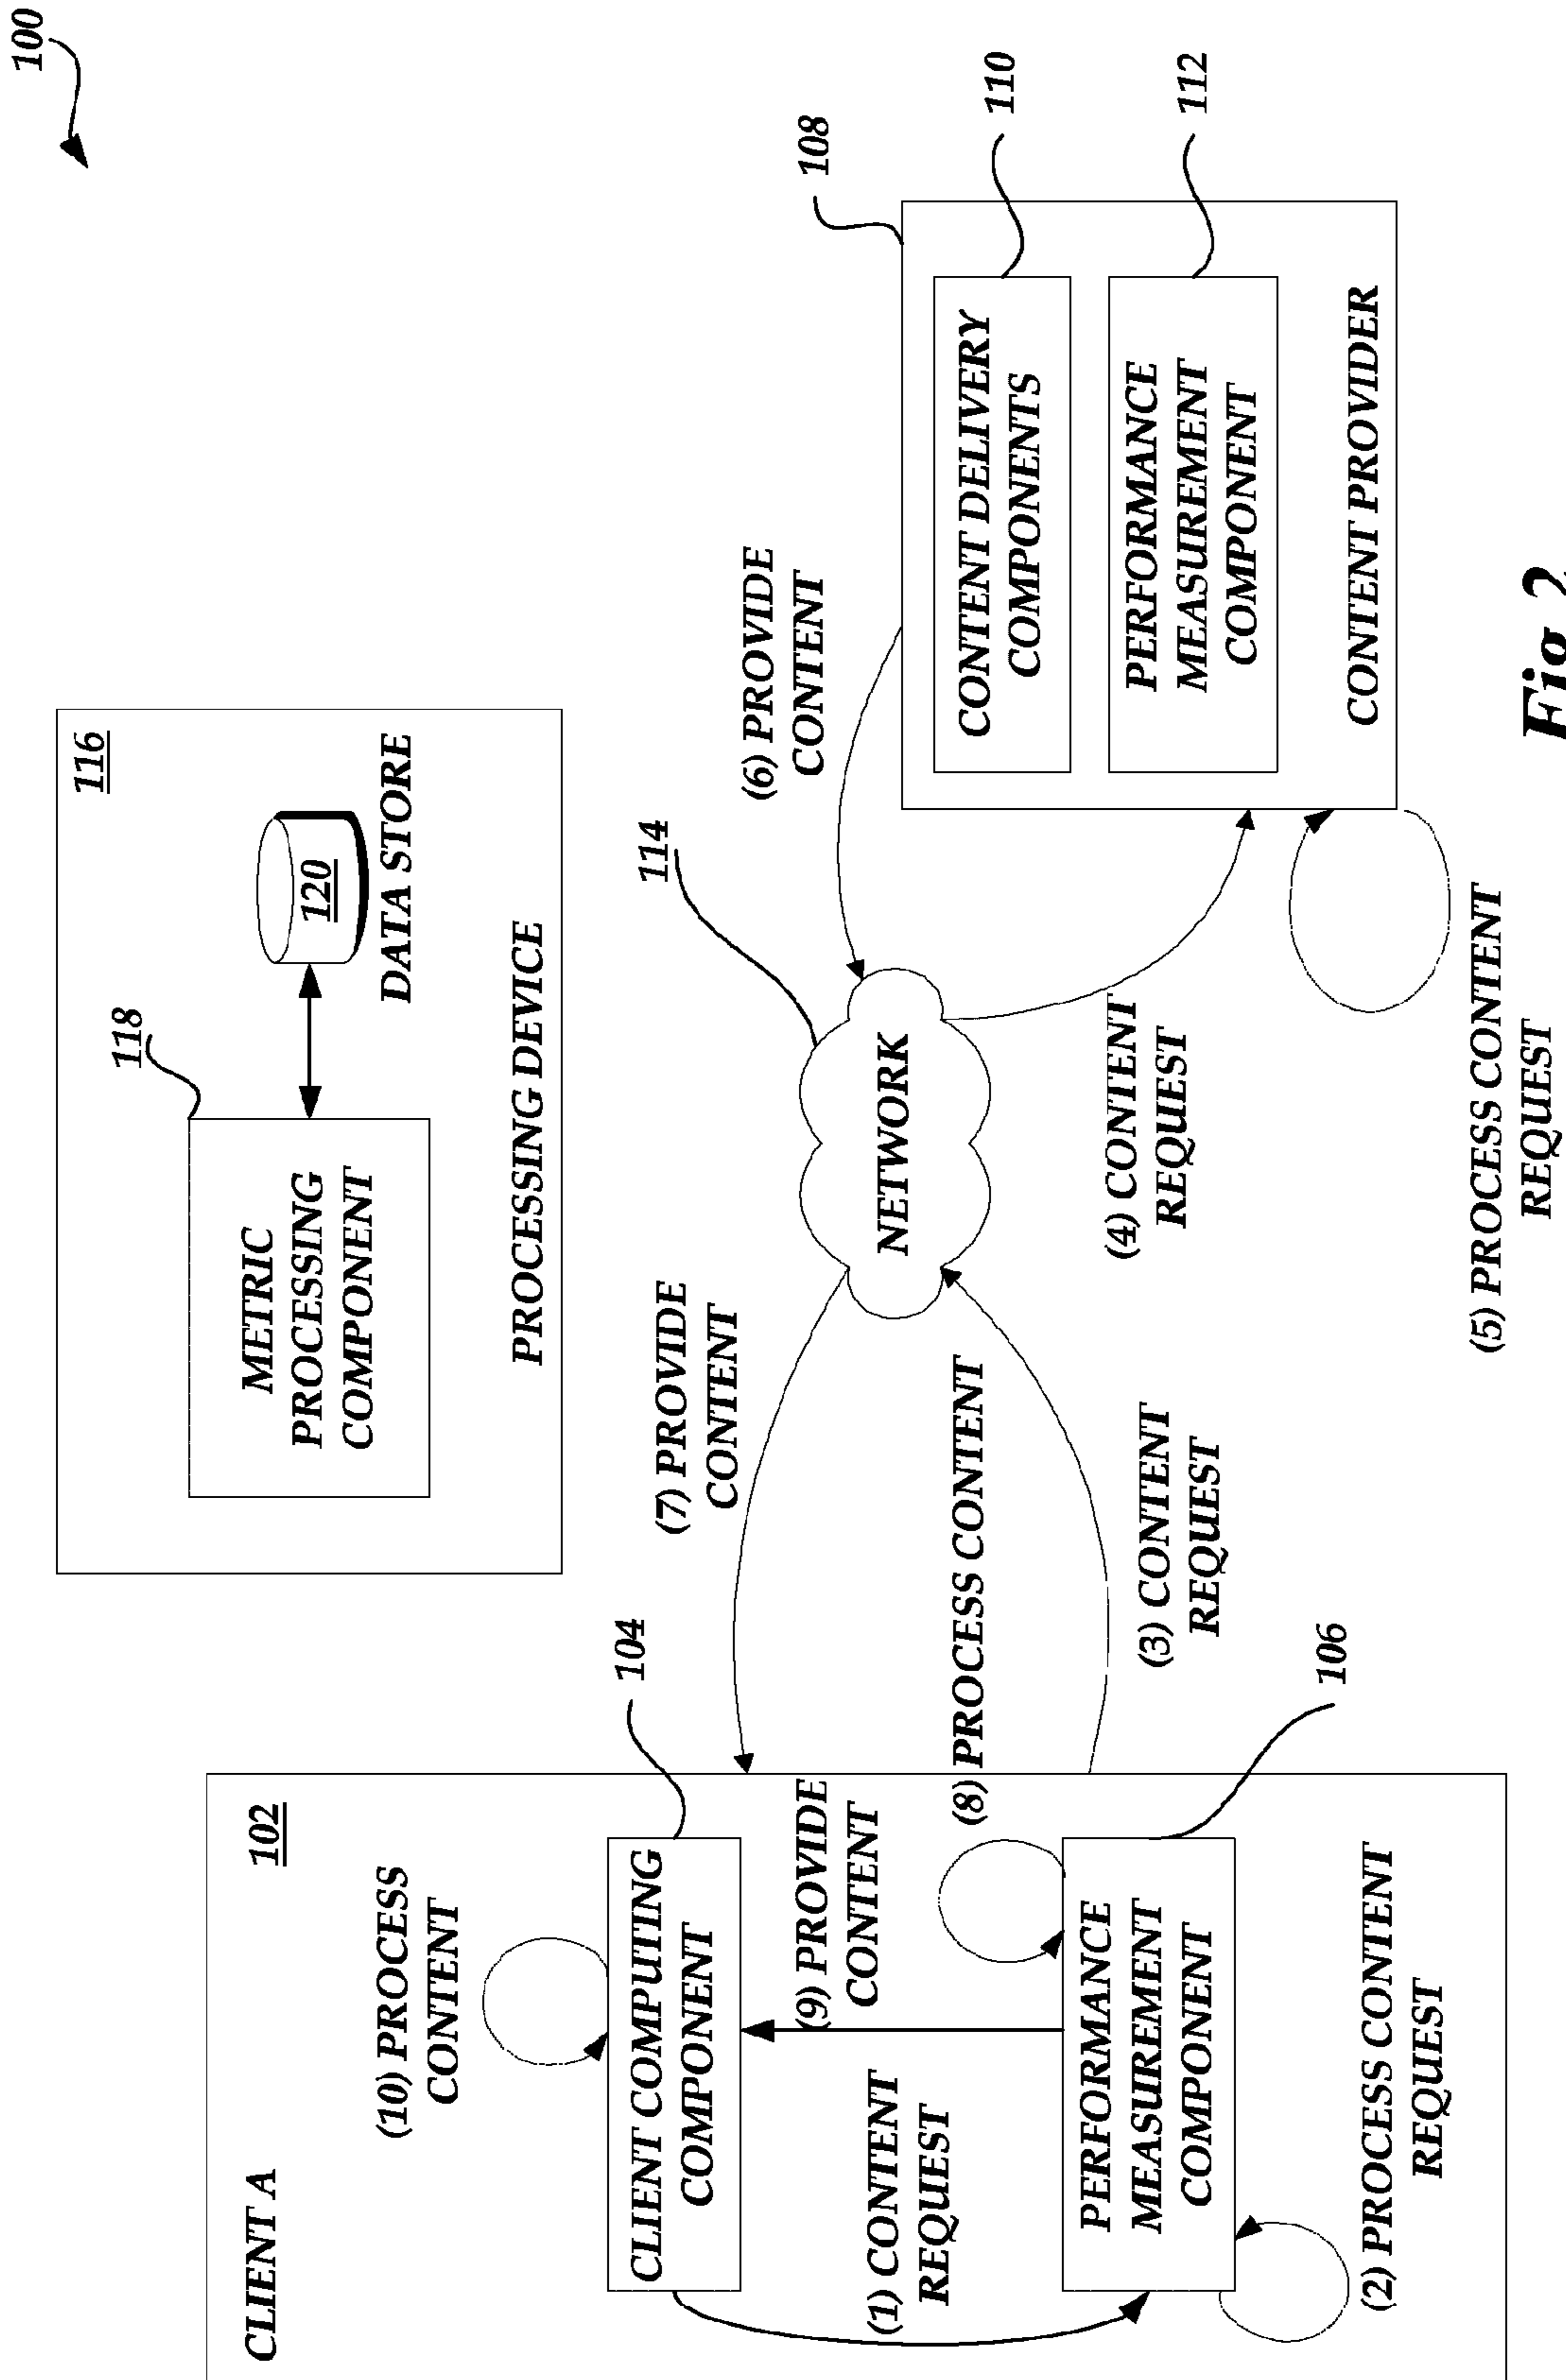 100
CLIENT A
102
(10) PROCESS
CONTENT
CLIENT COMPUTING
COMPONENT
104
(1) CONTENT
REQUEST
(9) PROVIDE
CONTENT
(8) PROCESS CONTENT
PERFORMANCE
MEASUREMENT
COMPONENT
106
(2) PROCESS CONTENT
REQUEST
116
118
METRIC
PROCESSING
COMPONENT
120
DATA STORE
PROCESSING DEVICE
(7) PROVIDE
CONTENT
(3) CONTENT
REQUEST
114
NETWORK
(6) PROVIDE
CONTENT
(4) CONTENT
REQUEST
(5) PROCESS CONTENT
REQUEST
108
CONTENT DELIVERY
COMPONENTS
110
PERFORMANCE
MEASUREMENT
COMPONENT
112
CONTENT PROVIDER
Fig.2